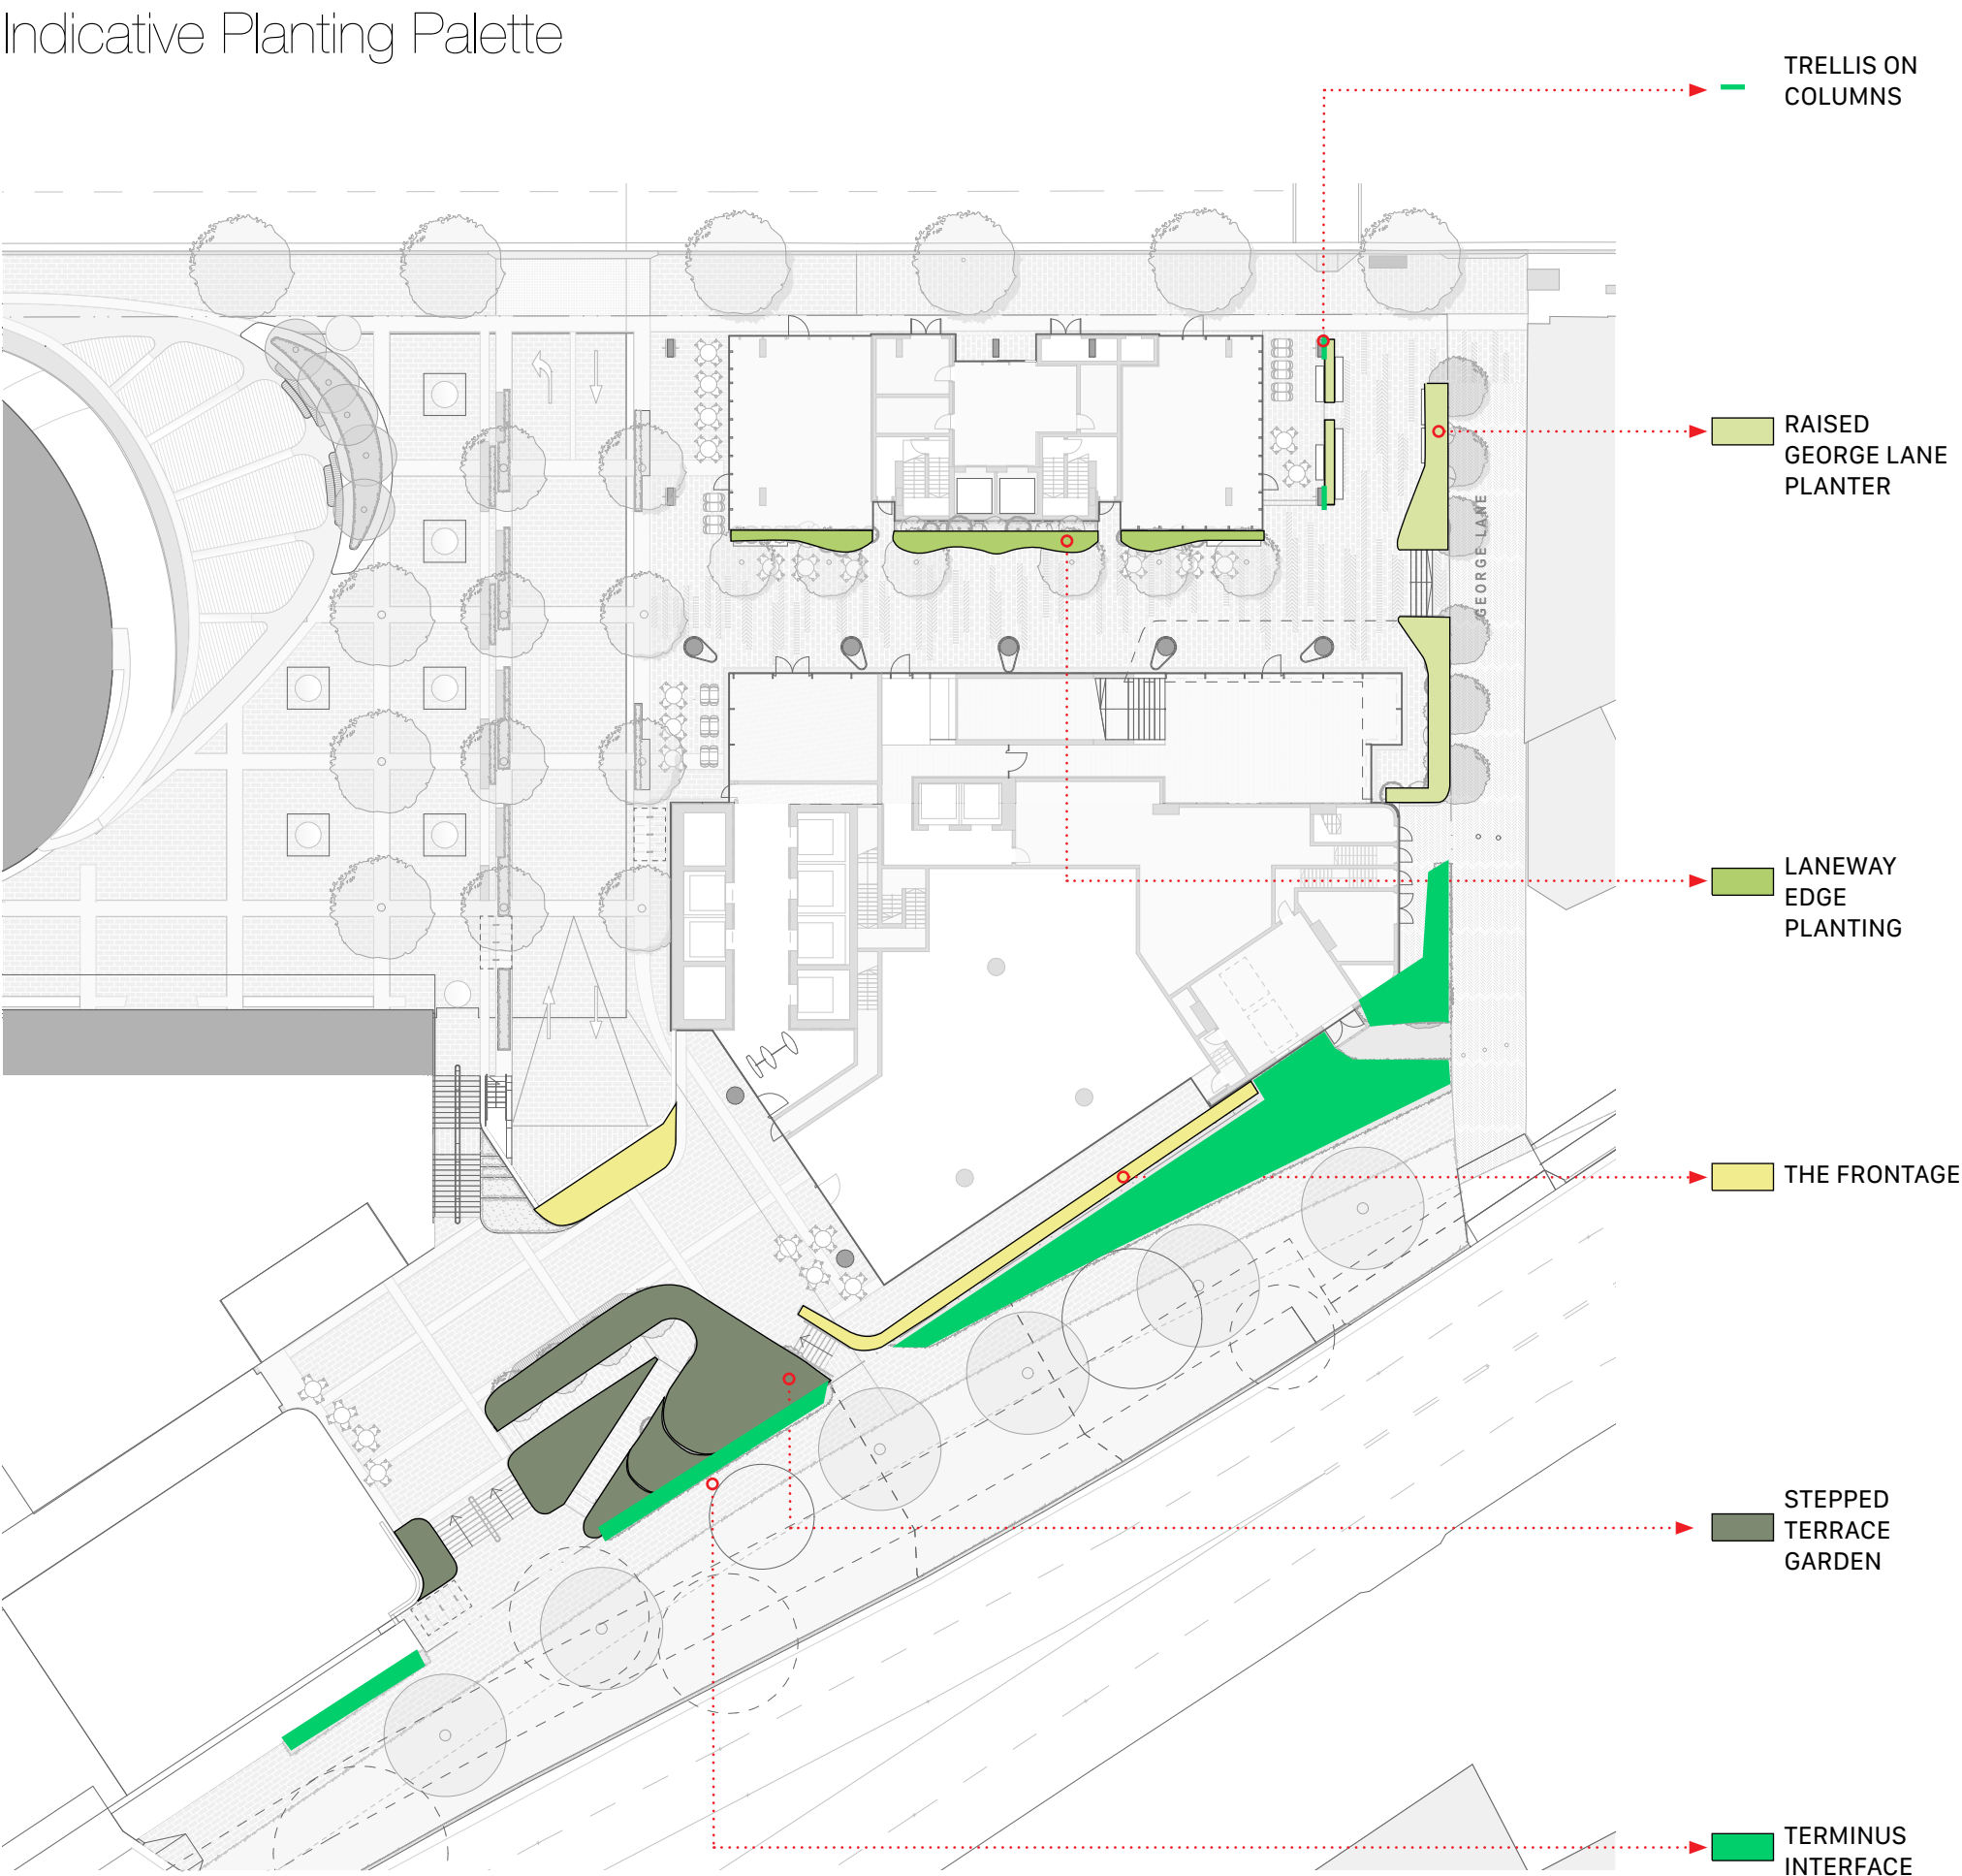 Indicative Planting Palette
TRELLIS ON
COLUMNS
RAISED
GEORGE LANE
PLANTER
GEORGE LANE
LANEWAY
EDGE
PLANTING
THE FRONTAGE
STEPPED
TERRACE
GARDEN
TERMINUS
INTERFACE